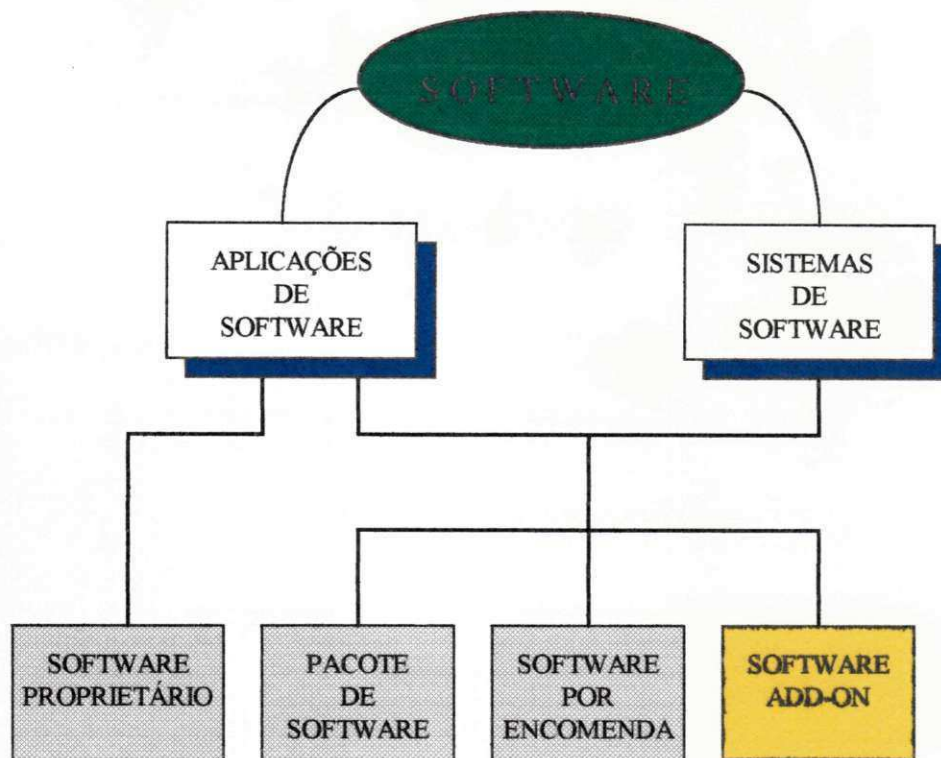 SOFTWARE
APLICAÇÕES
DE
SOFTWARE
SISTEMAS
DE
SOFTWARE
SOFTWARE
PROPRIETÁRIO
PACOTE
DE
SOFTWARE
SOFTWARE
POR
ENCOMENDA
SOFTWARE
ADD-ON